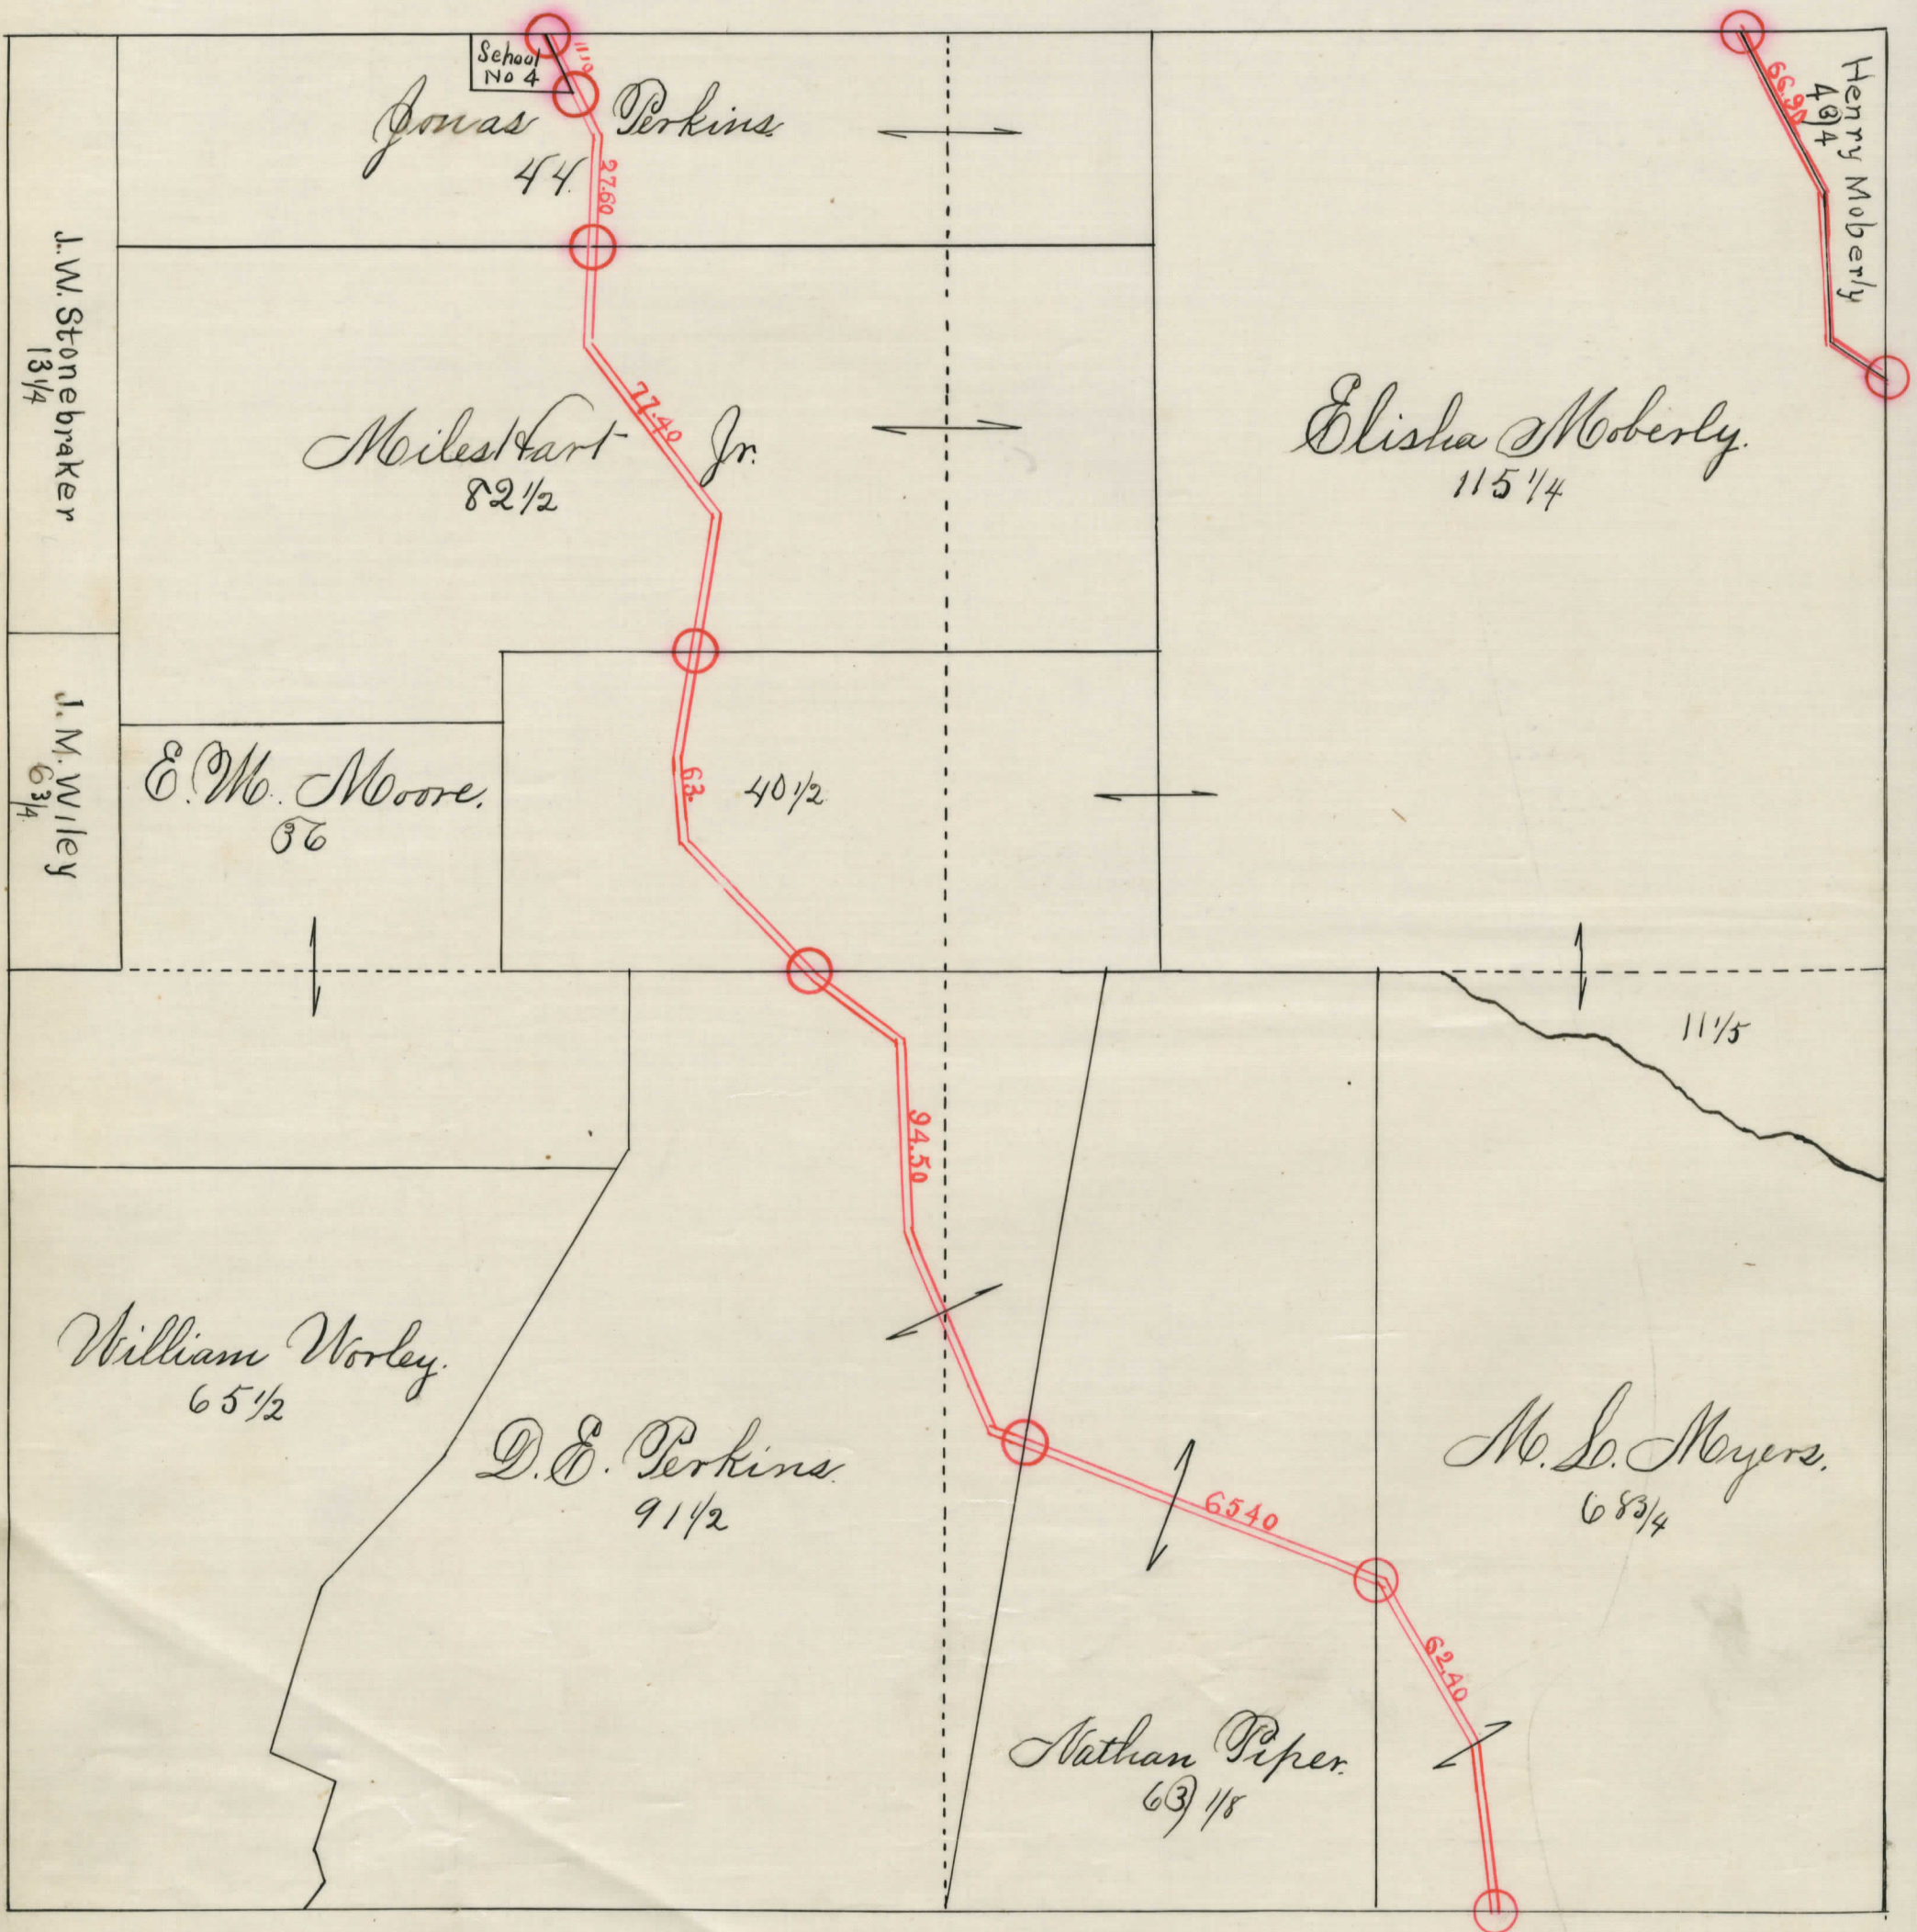 School
No 4
11.10
Jonas Perkins.
44.
27.60
66.90
Henry Moberly
4 3/4
J. W. Stonebraker
13 1/4
Miles Hart Jr.
82 1/2
77.40
Elisha Moberly.
115 1/4
J. M. Wiley
6 3/4
E. M. Moore.
36
63.
40 1/2
11 1/5
94.50
William Worley.
65 1/2
D. E. Perkins.
91 1/2
6540
M. L. Myers.
68 3/4
62.40
Nathan Piper.
63 1/8